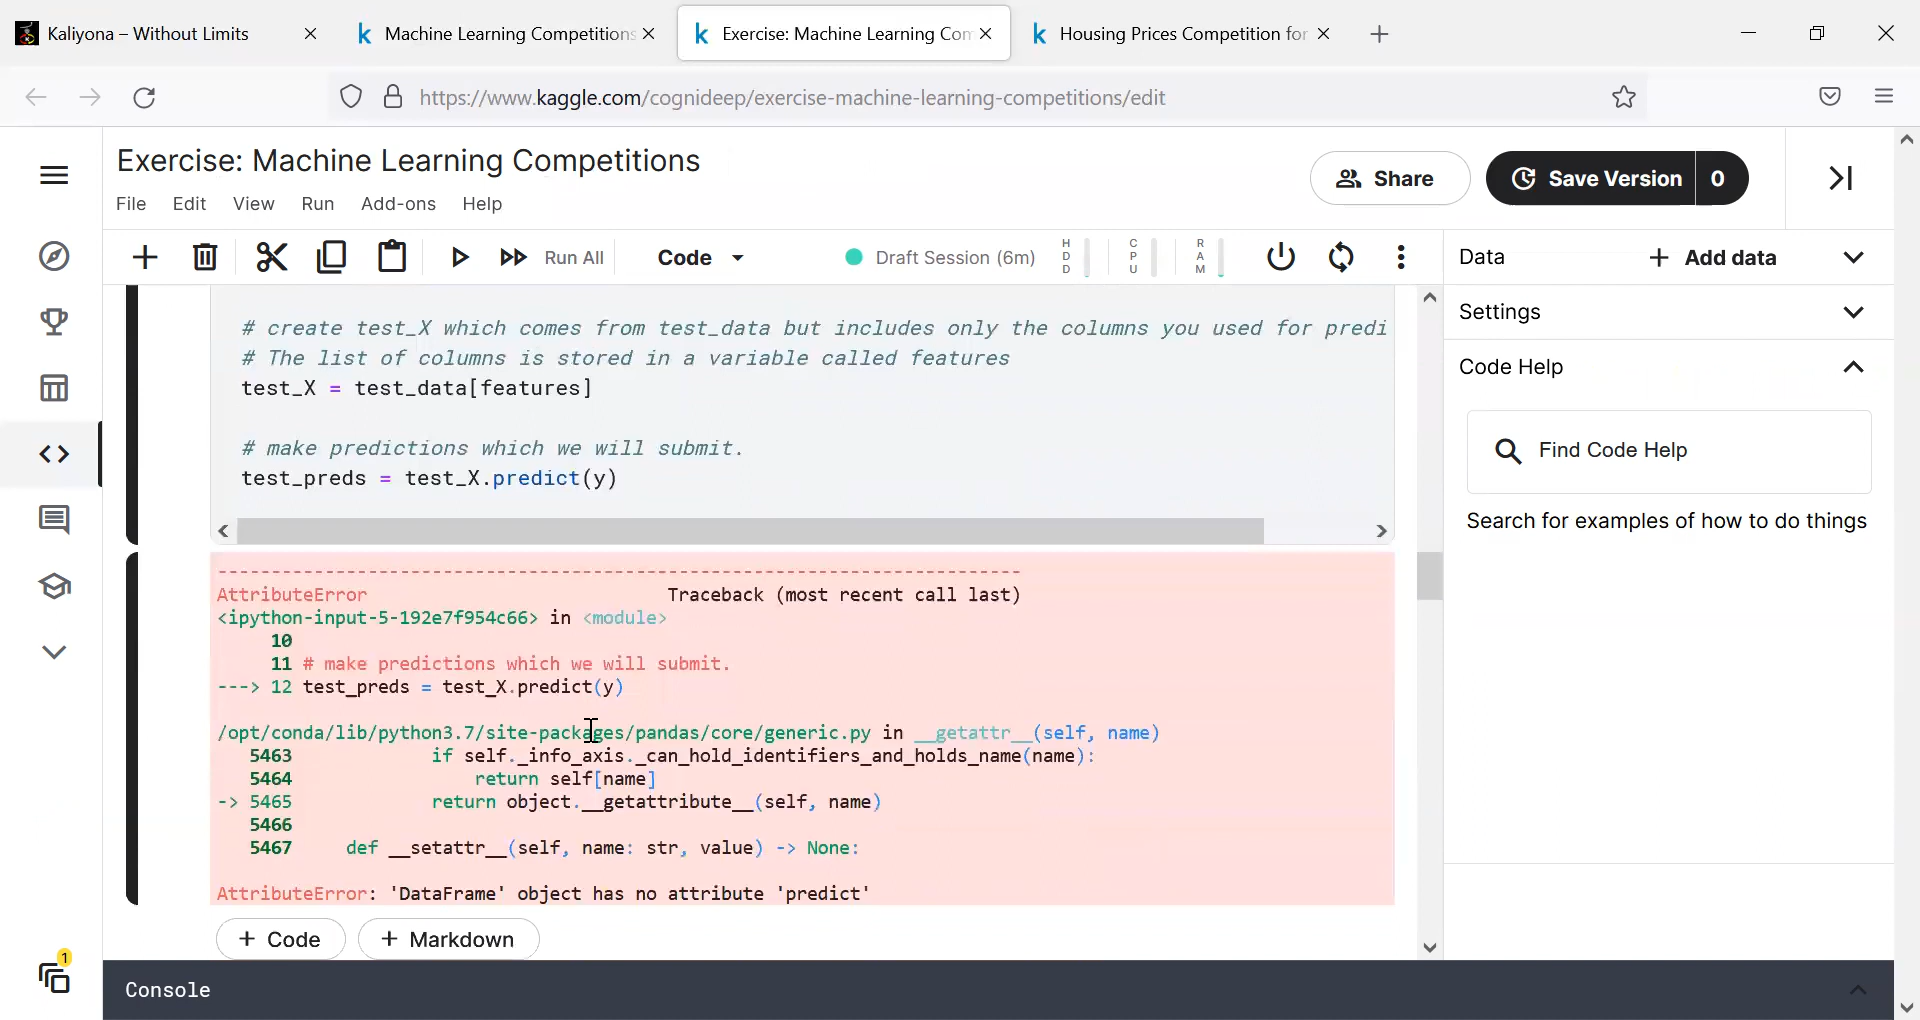 Kaliyona – Without Limits
Machine Learning Competitions
Exercise: Machine Learning Com
Housing Prices Competition for
https://www.kaggle.com/cognideep/exercise-machine-learning-competitions/edit
Exercise: Machine Learning Competitions
File Edit View Run Add-ons Help
Share
Save Version 0
Run All
Code
Draft Session (6m)
HDD
CPU
RAM
Data
+ Add data
Settings
Code Help
Find Code Help
Search for examples of how to do things
# create test_X which comes from test_data but includes only the columns you used for predi
# The list of columns is stored in a variable called features
test_X = test_data[features]
# make predictions which we will submit.
test_preds = test_X.predict(y)
---------------------------------------------------------------------------
AttributeError Traceback (most recent call last)
<ipython-input-5-192e7f954c66> in <module>
10
11 # make predictions which we will submit.
---> 12 test_preds = test_X.predict(y)
/opt/conda/lib/python3.7/site-packages/pandas/core/generic.py in __getattr__(self, name)
5463 if self._info_axis._can_hold_identifiers_and_holds_name(name):
5464 return self[name]
-> 5465 return object.__getattribute__(self, name)
5466
5467 def __setattr__(self, name: str, value) -> None:
AttributeError: 'DataFrame' object has no attribute 'predict'
+ Code
+ Markdown
1
Console